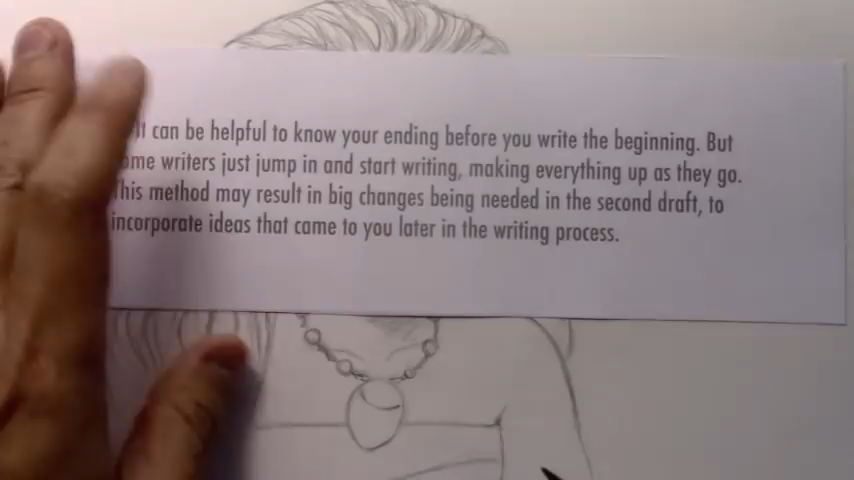 It can be helpful to know your ending before you write the beginning. But
some writers just jump in and start writing, making everything up as they go.
This method may result in big changes being needed in the second draft, to
incorporate ideas that came to you later in the writing process.